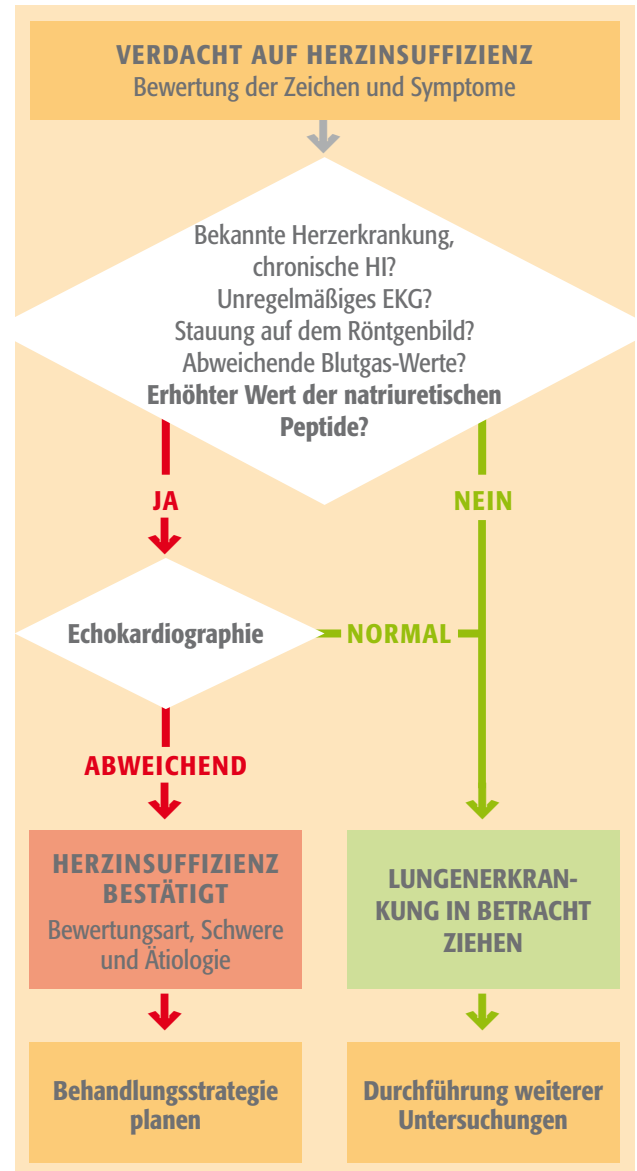 VERDACHT AUF HERZINSUFFIZIENZ
Bewertung der Zeichen und Symptome
Bekannte Herzerkrankung,
chronische HI?
Unregelmäßiges EKG?
Stauung auf dem Röntgenbild?
Abweichende Blutgas-Werte?
Erhöhter Wert der natriuretischen
Peptide?
JA
NEIN
Echokardiographie
NORMAL
ABWEICHEND
HERZINSUFFIZIENZ
BESTÄTIGT
Bewertungsart, Schwere
und Ätiologie
LUNGENERKRAN-
KUNG IN BETRACHT
ZIEHEN
Behandlungsstrategie
planen
Durchführung weiterer
Untersuchungen